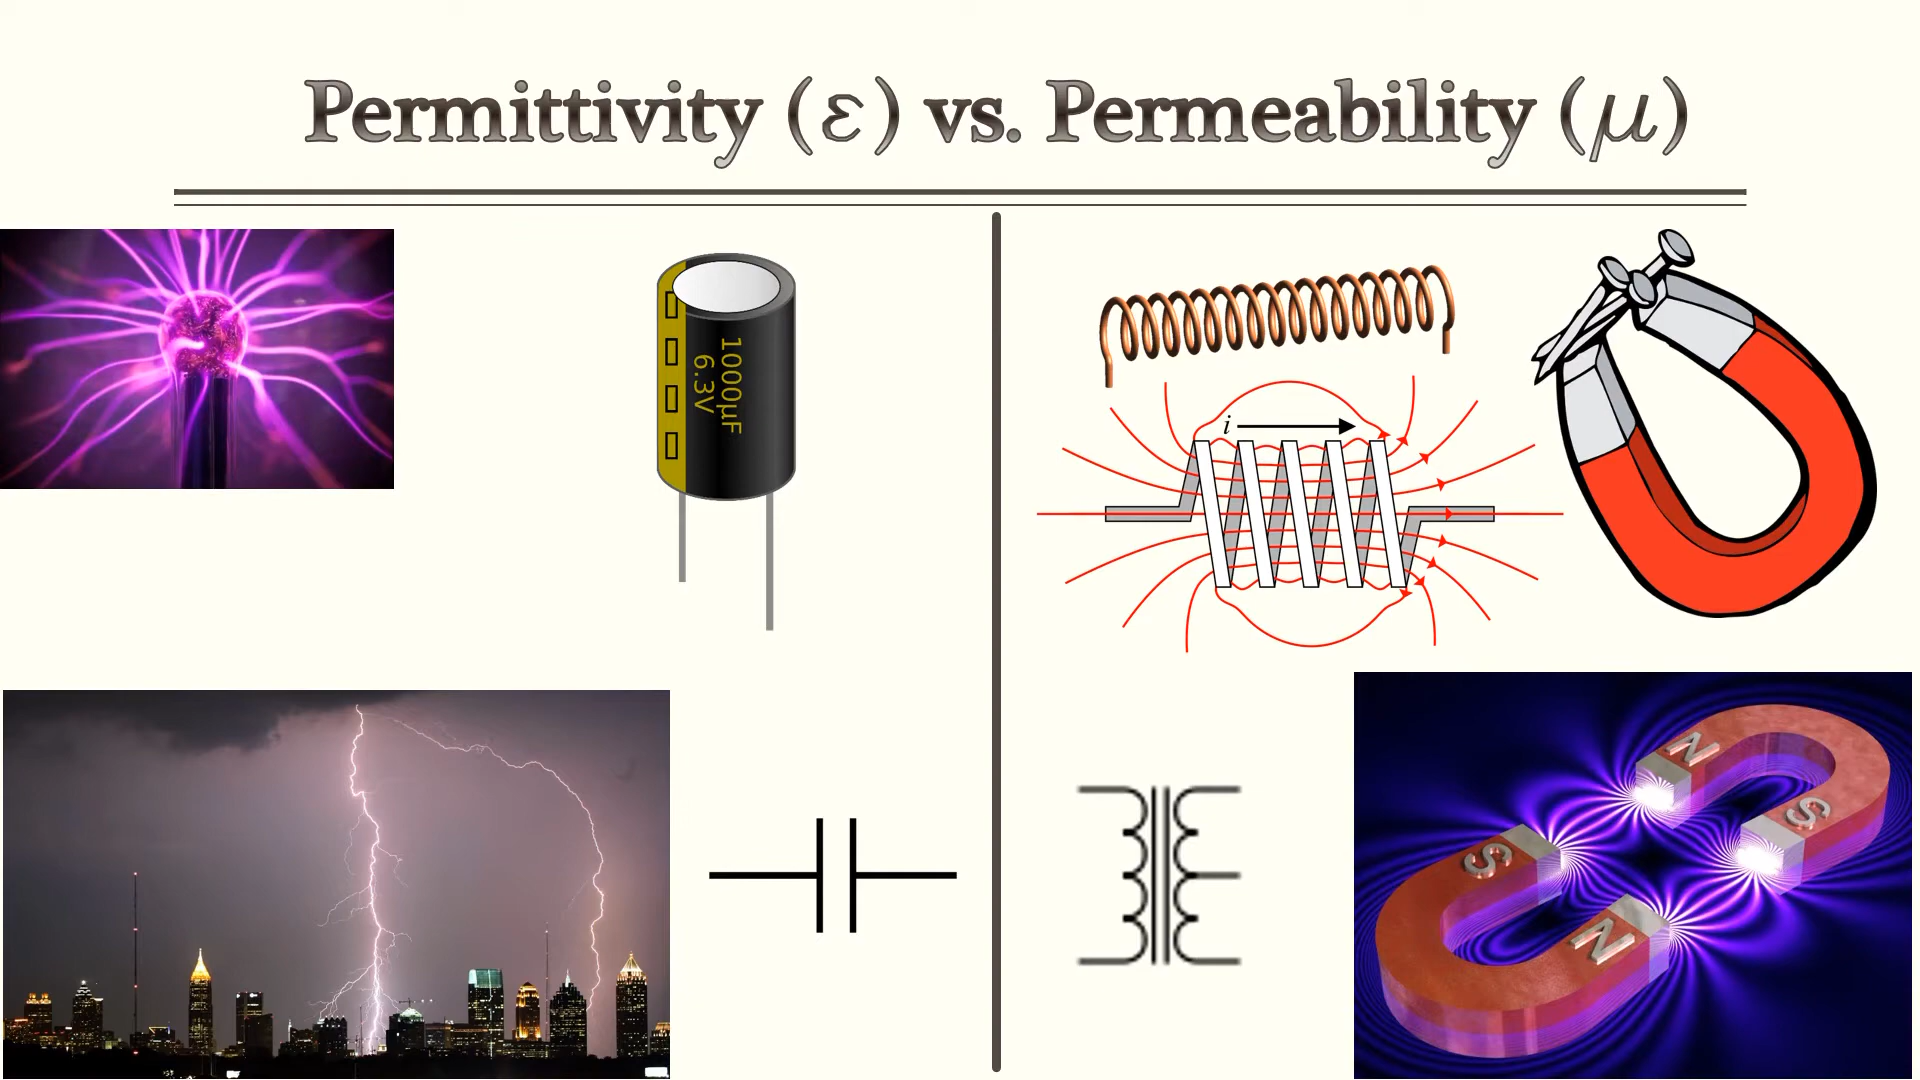 Permittivity (ε) vs. Permeability (μ)
1000µF
6.3V
i
N
S
S
N